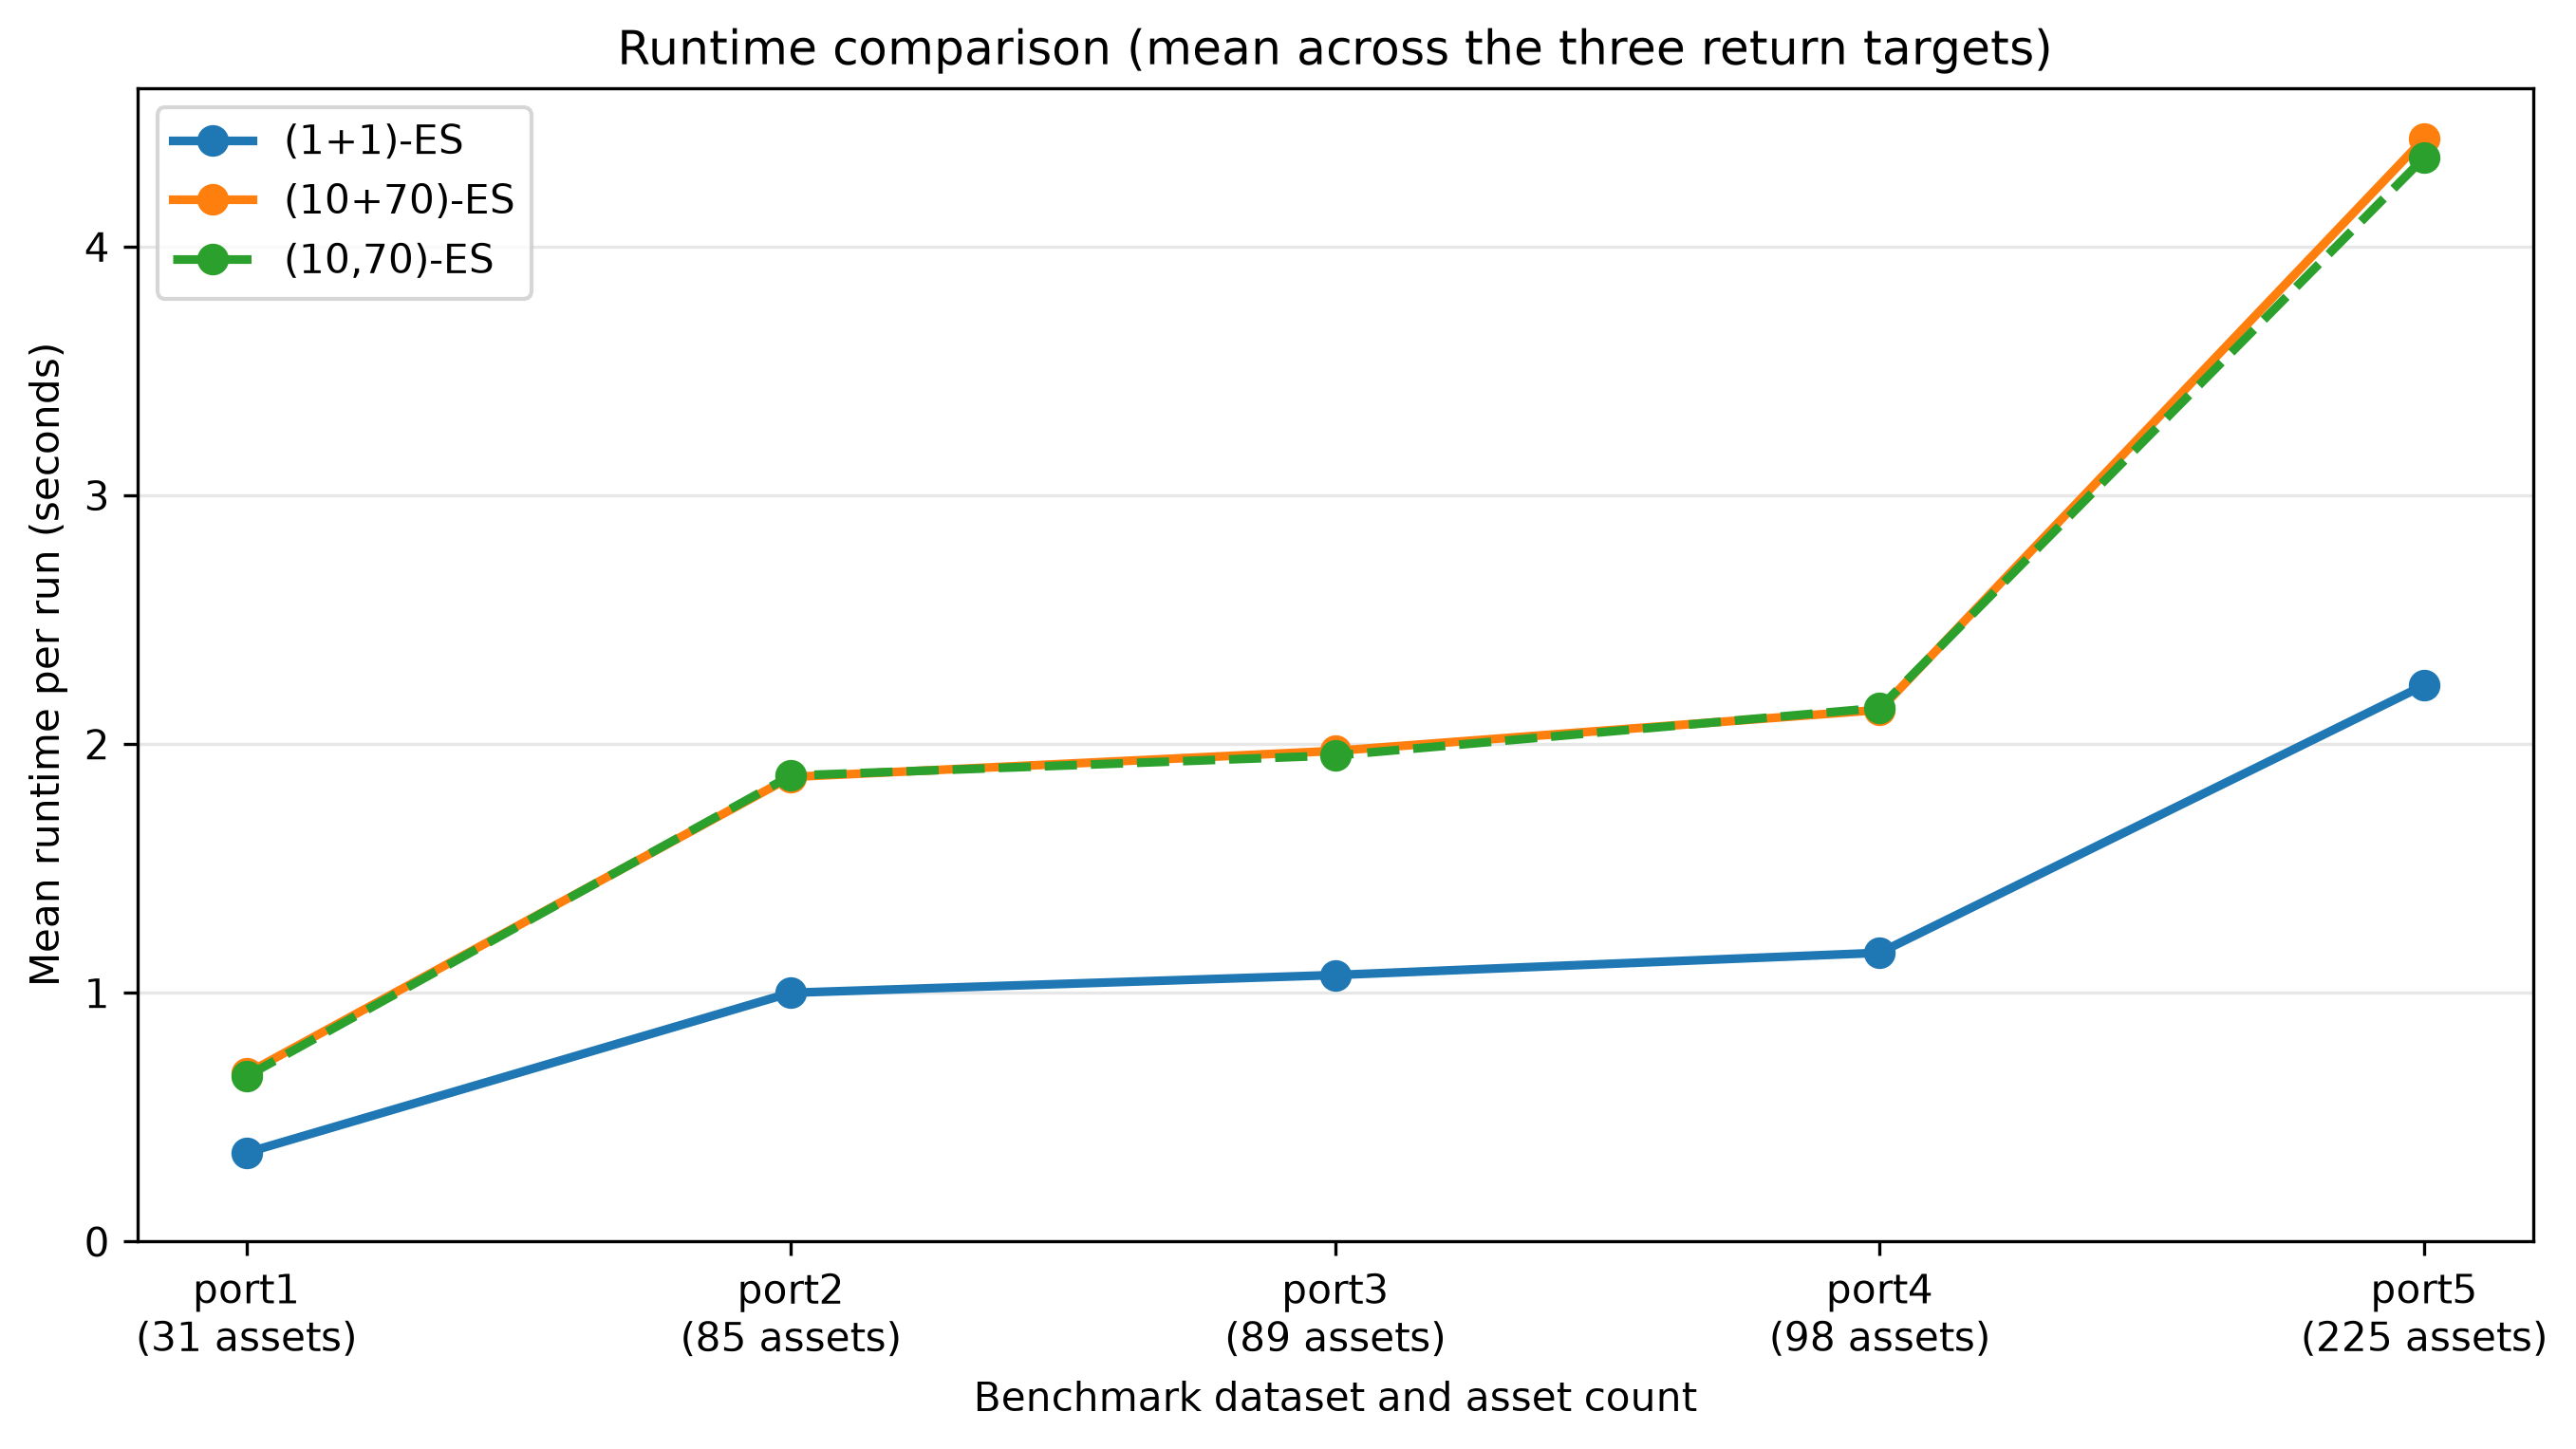 Runtime comparison (mean across the three return targets)
(1+1)-ES
(10+70)-ES
(10,70)-ES
Mean runtime per run (seconds)
4
3
2
1
0
port1
(31 assets)
port2
(85 assets)
port3
(89 assets)
port4
(98 assets)
port5
(225 assets)
Benchmark dataset and asset count